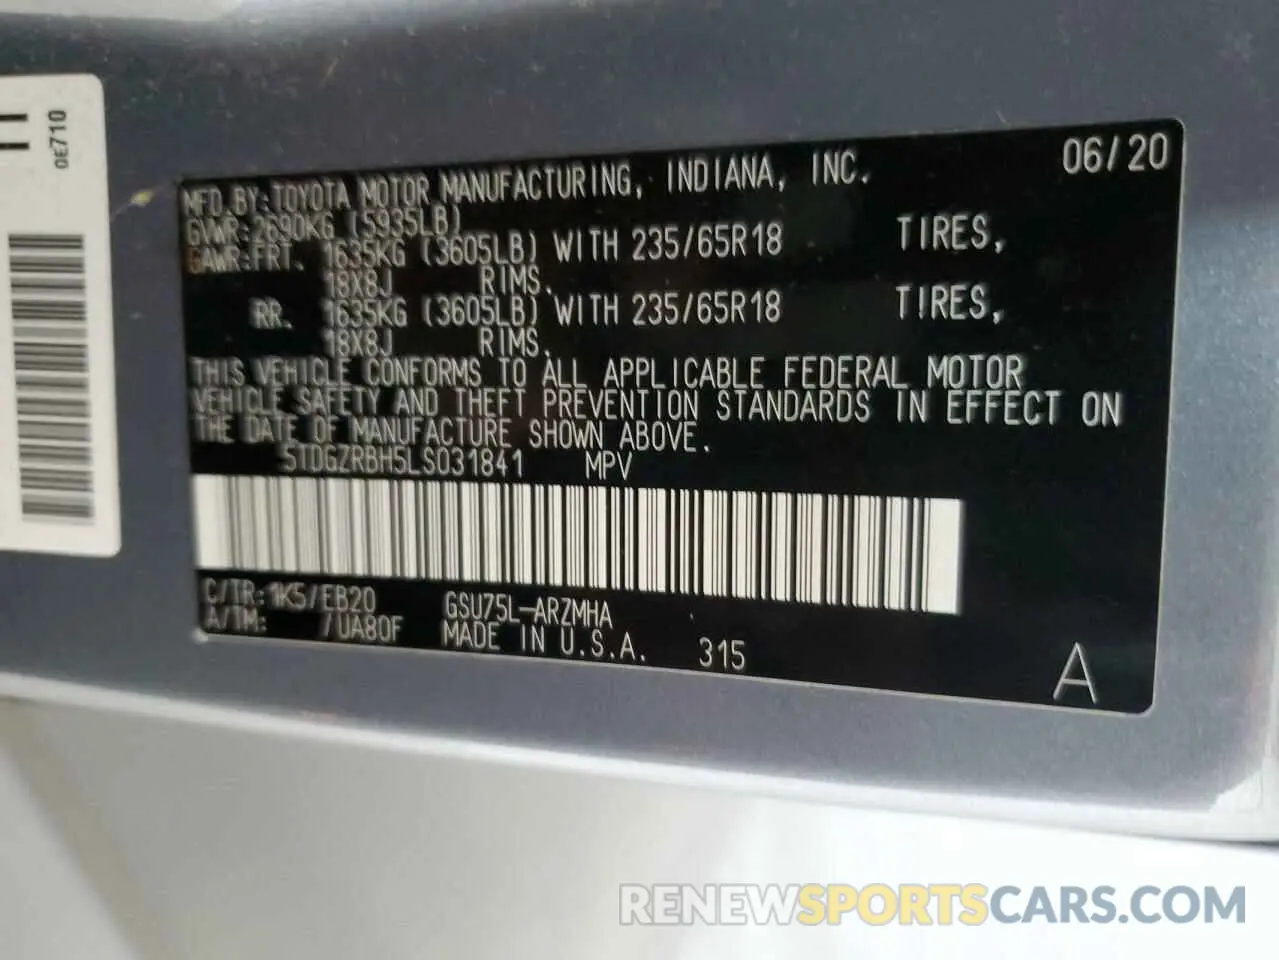 11
0E710
06/20
MFD.BY:TOYOTA MOTOR MANUFACTURING, INDIANA, INC.
GVWR:2690KG (5935LB)
GAWR:FRT. 1635KG (3605LB) WITH 235/65R18 TIRES,
18X8J RIMS.
RR. 1635KG (3605LB) WITH 235/65R18 TIRES,
18X8J RIMS.
THIS VEHICLE CONFORMS TO ALL APPLICABLE FEDERAL MOTOR
VEHICLE SAFETY AND THEFT PREVENTION STANDARDS IN EFFECT ON
THE DATE OF MANUFACTURE SHOWN ABOVE.
5TDGZRBH5LS031841 MPV
C/TR:1K5/EB20 GSU75L-ARZMHA
A/TM: /UA80F MADE IN U.S.A. 315
A
RENEWSPORTSCARS.COM